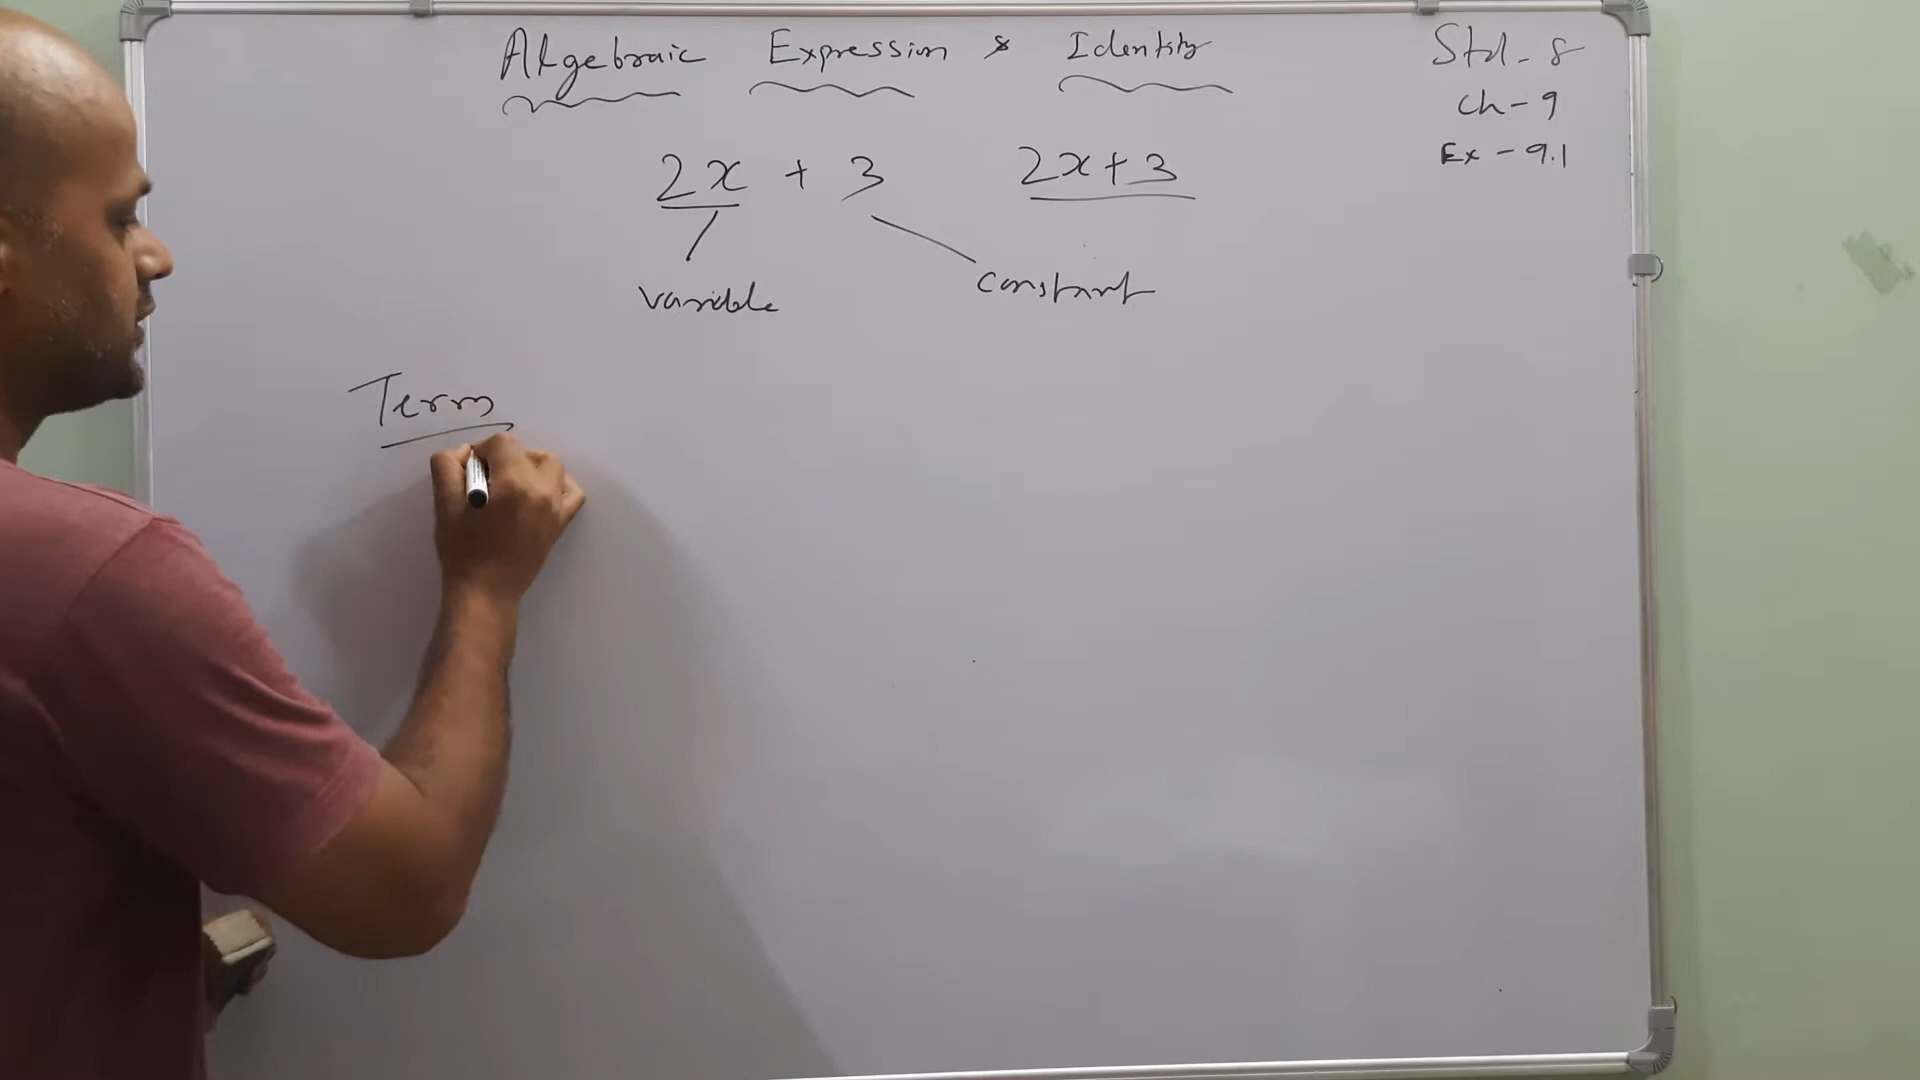 Algebraic Expression & Identity
Std - 8
Ch - 9
Ex - 9.1
2x + 3
2x + 3
variable
constant
Term